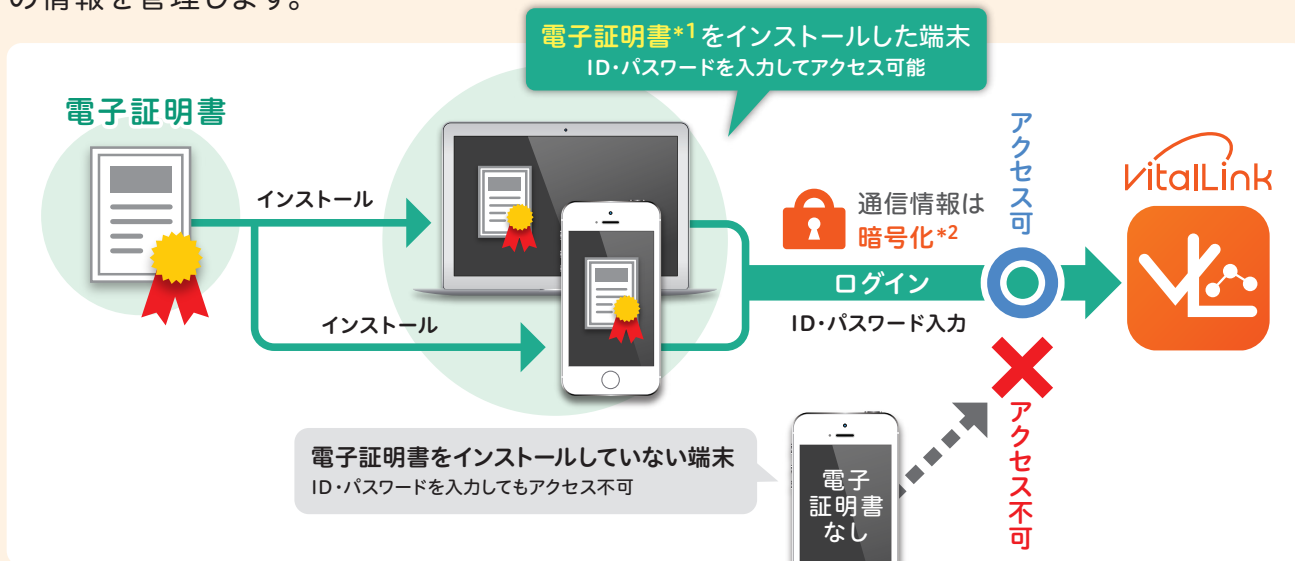 の情報を管理します。
電子証明書*1をインストールした端末
ID・パスワードを入力してアクセス可能
電子証明書
インストール
インストール
通信情報は
暗号化*2
ログイン
ID・パスワード入力
アクセス可
VitalLink
アクセス不可
電子証明書をインストールしていない端末
ID・パスワードを入力してもアクセス不可
電子
証明書
なし